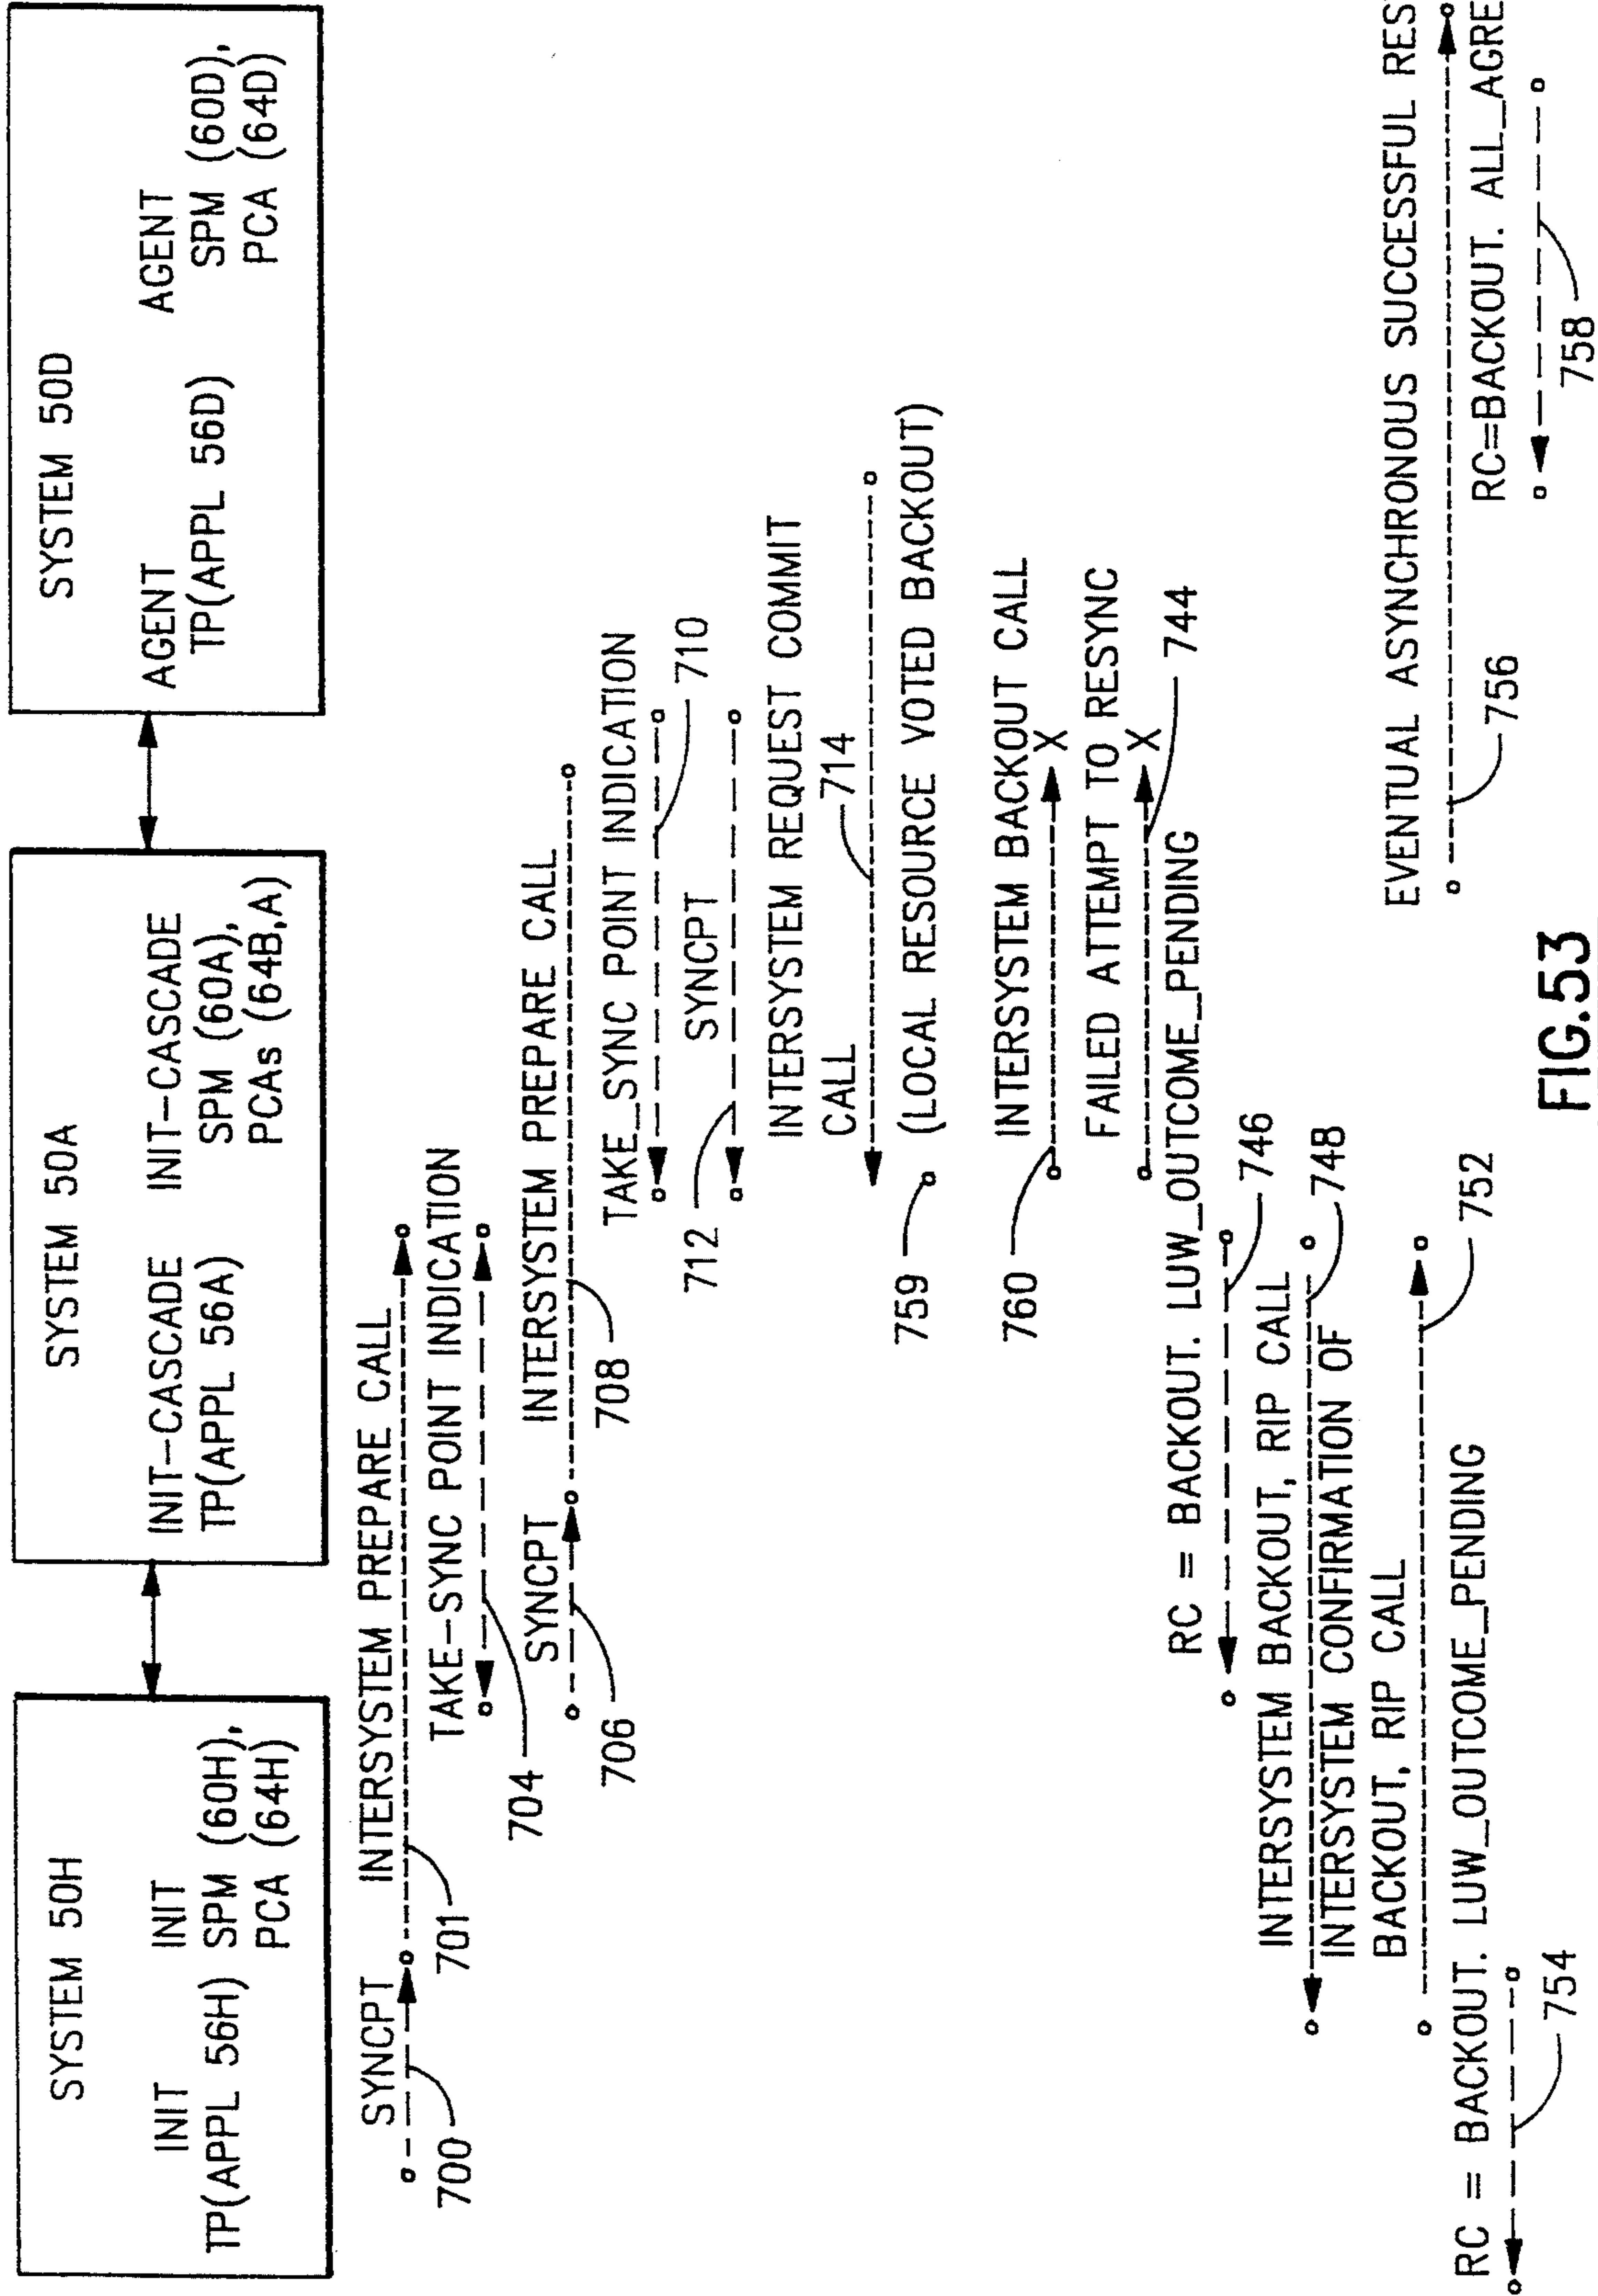 SYSTEM 50H
INIT INIT
TP(APPL 56H) SPM (60H),
PCA (64H)
SYSTEM 50A
INIT-CASCADE INIT-CASCADE
TP(APPL 56A) SPM (60A),
PCAs (64B,A)
SYSTEM 50D
AGENT AGENT
TP(APPL 56D) SPM (60D),
PCA (64D)
SYNCPT INTERSYSTEM PREPARE CALL
700 701
TAKE-SYNC POINT INDICATION
704
SYNCPT INTERSYSTEM PREPARE CALL
706 708
TAKE_SYNC POINT INDICATION
710
SYNCPT
712
INTERSYSTEM REQUEST COMMIT
CALL 714
(LOCAL RESOURCE VOTED BACKOUT)
759
INTERSYSTEM BACKOUT CALL
760 X
FAILED ATTEMPT TO RESYNC
X 744
RC = BACKOUT. LUW_OUTCOME_PENDING
746
INTERSYSTEM BACKOUT, RIP CALL
748
INTERSYSTEM CONFIRMATION OF
BACKOUT, RIP CALL
752
RC = BACKOUT. LUW_OUTCOME_PENDING
754
EVENTUAL ASYNCHRONOUS SUCCESSFUL RES
756
RC=BACKOUT. ALL_AGRE
758
FIG.53